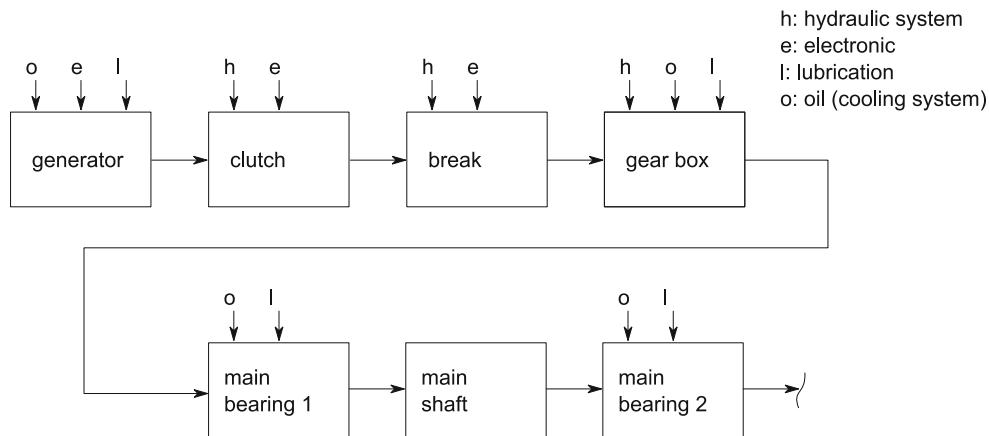 h: hydraulic system
e: electronic
l: lubrication
o: oil (cooling system)
o e l
h e
h e
h o l
generator
clutch
break
gear box
o l
o l
main
bearing 1
main
shaft
main
bearing 2